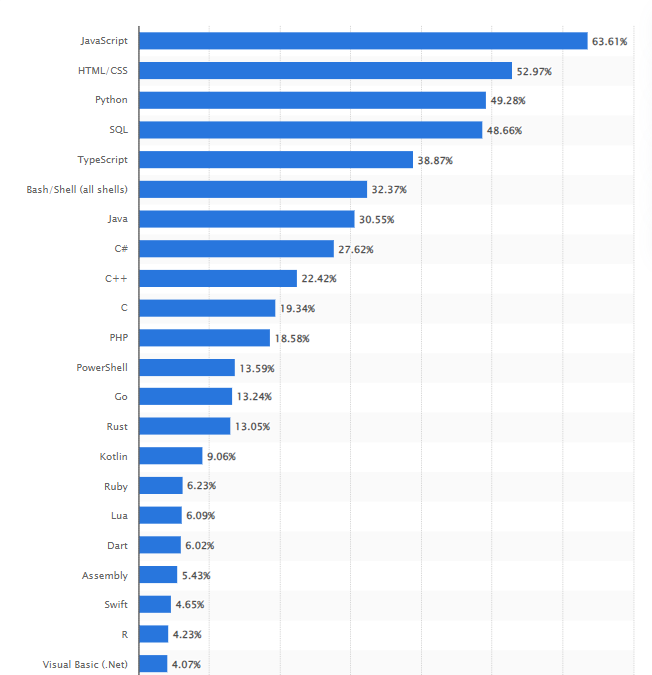 JavaScript 63.61%
HTML/CSS 52.97%
Python 49.28%
SQL 48.66%
TypeScript 38.87%
Bash/Shell (all shells) 32.37%
Java 30.55%
C# 27.62%
C++ 22.42%
C 19.34%
PHP 18.58%
PowerShell 13.59%
Go 13.24%
Rust 13.05%
Kotlin 9.06%
Ruby 6.23%
Lua 6.09%
Dart 6.02%
Assembly 5.43%
Swift 4.65%
R 4.23%
Visual Basic (.Net) 4.07%